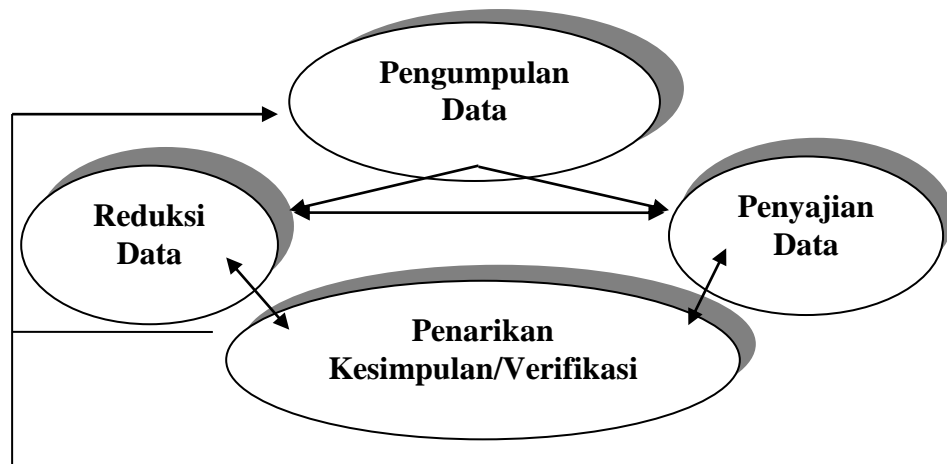 Pengumpulan
Data
Reduksi
Data
Penyajian
Data
Penarikan
Kesimpulan/Verifikasi